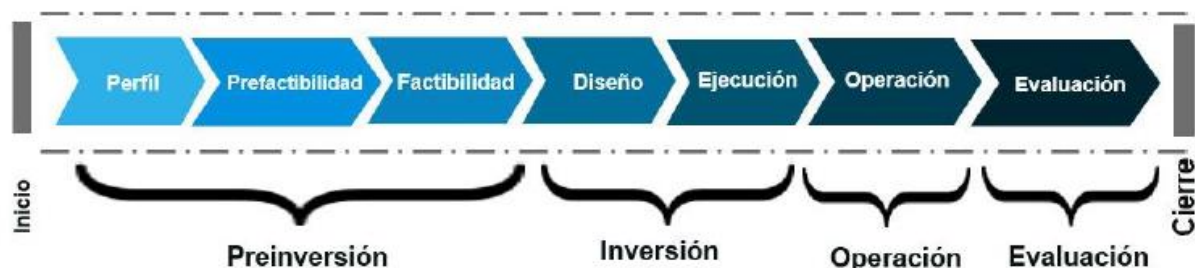 Perfil
Prefactibilidad
Factibilidad
Diseño
Ejecución
Operación
Evaluación
Inicio
Cierre
Preinversión
Inversión
Operación
Evaluación